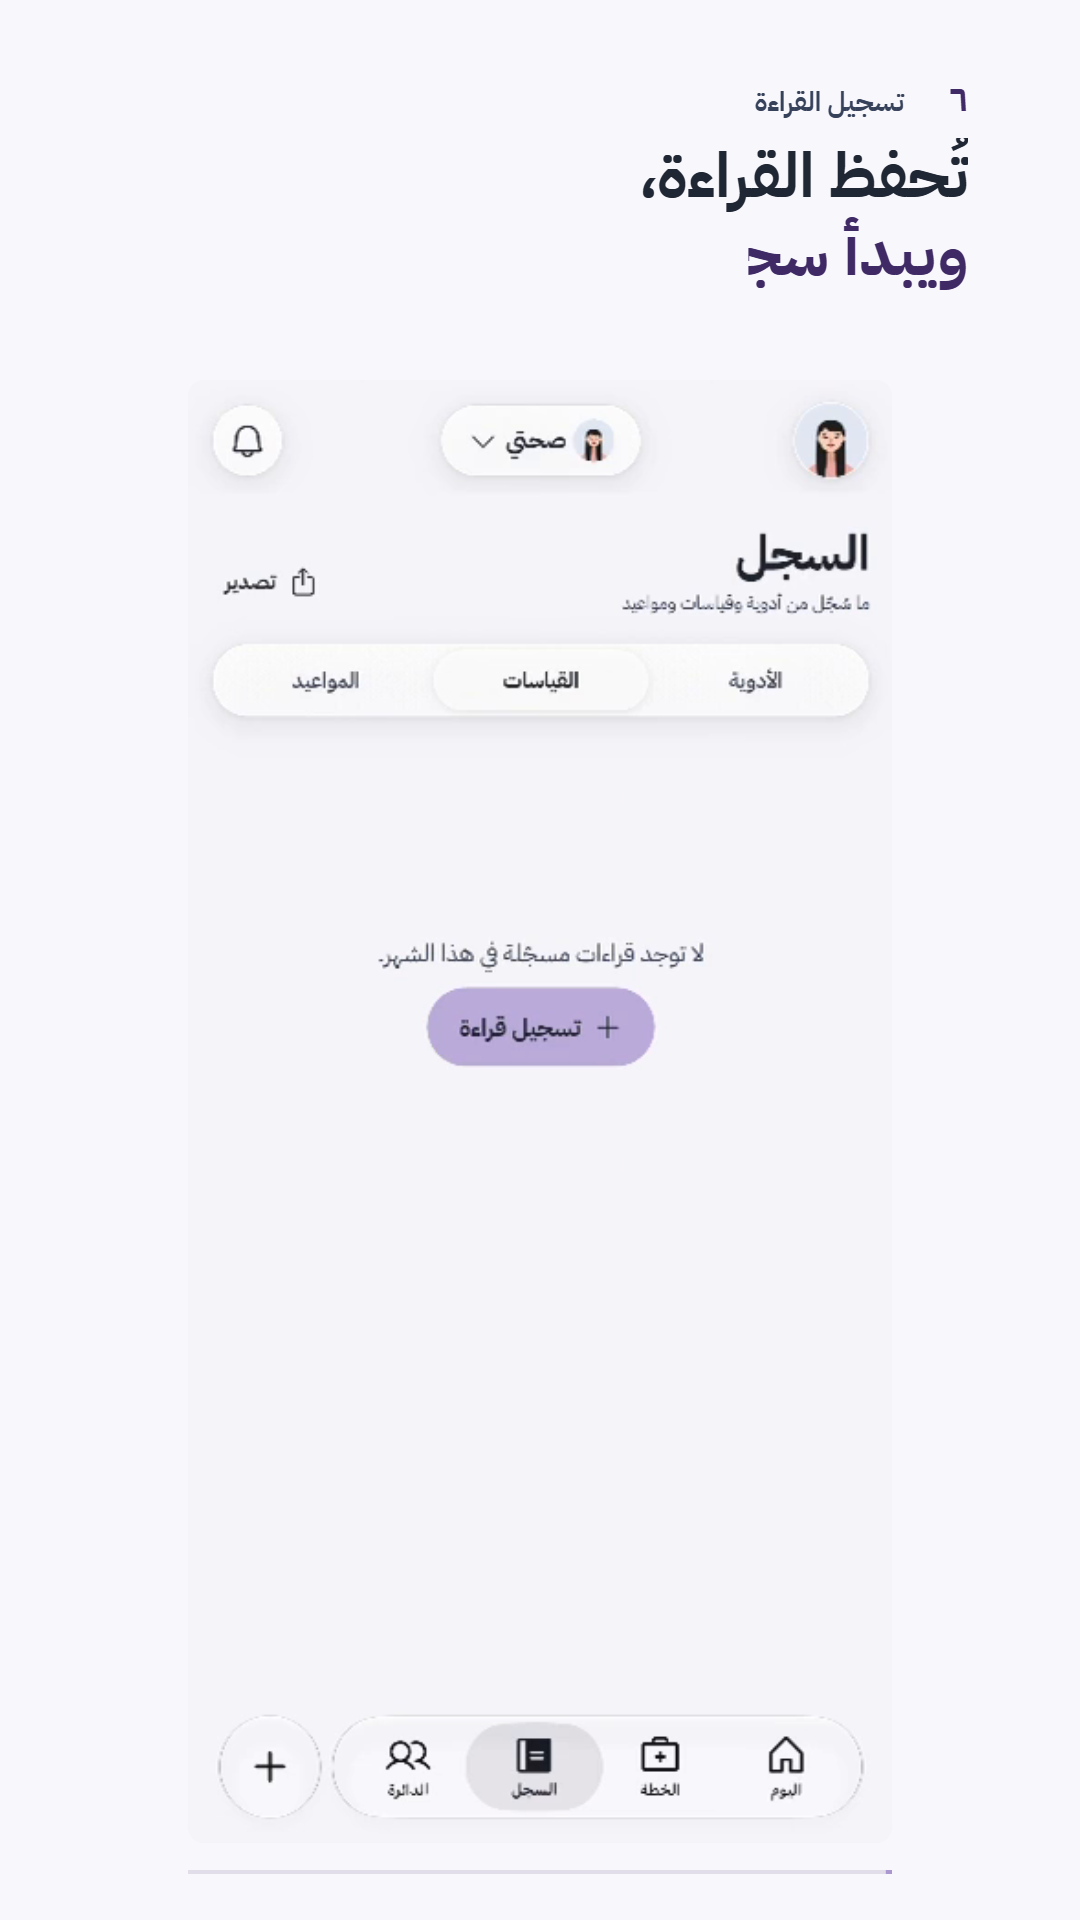 ٦ تسجيل القراءة
تُحفظ القراءة،
ويبدأ سج
صحتي
السجل
ما سُجّل من أدوية وقياسات ومواعيد
تصدير
الأدوية
القياسات
المواعيد
لا توجد قراءات مسجّلة في هذا الشهر.
تسجيل قراءة
اليوم
الخطة
السجل
الدائرة